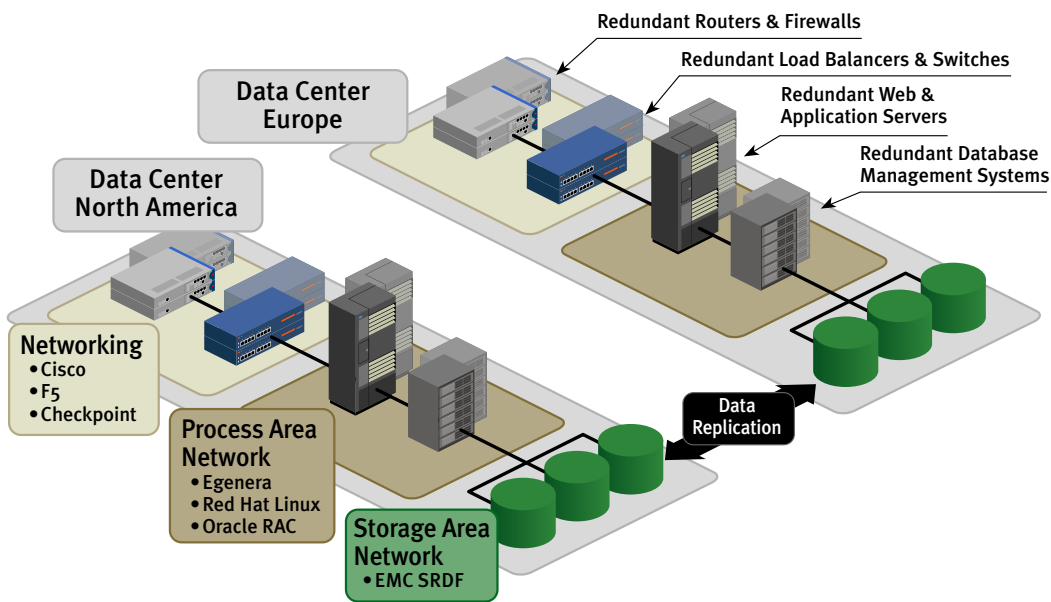 Redundant Routers & Firewalls
Redundant Load Balancers & Switches
Data Center
Europe
Redundant Web &
Application Servers
Redundant Database
Management Systems
Data Center
North America
Networking
• Cisco
• F5
• Checkpoint
Data
Replication
Process Area
Network
• Egenera
• Red Hat Linux
• Oracle RAC
Storage Area
Network
• EMC SRDF